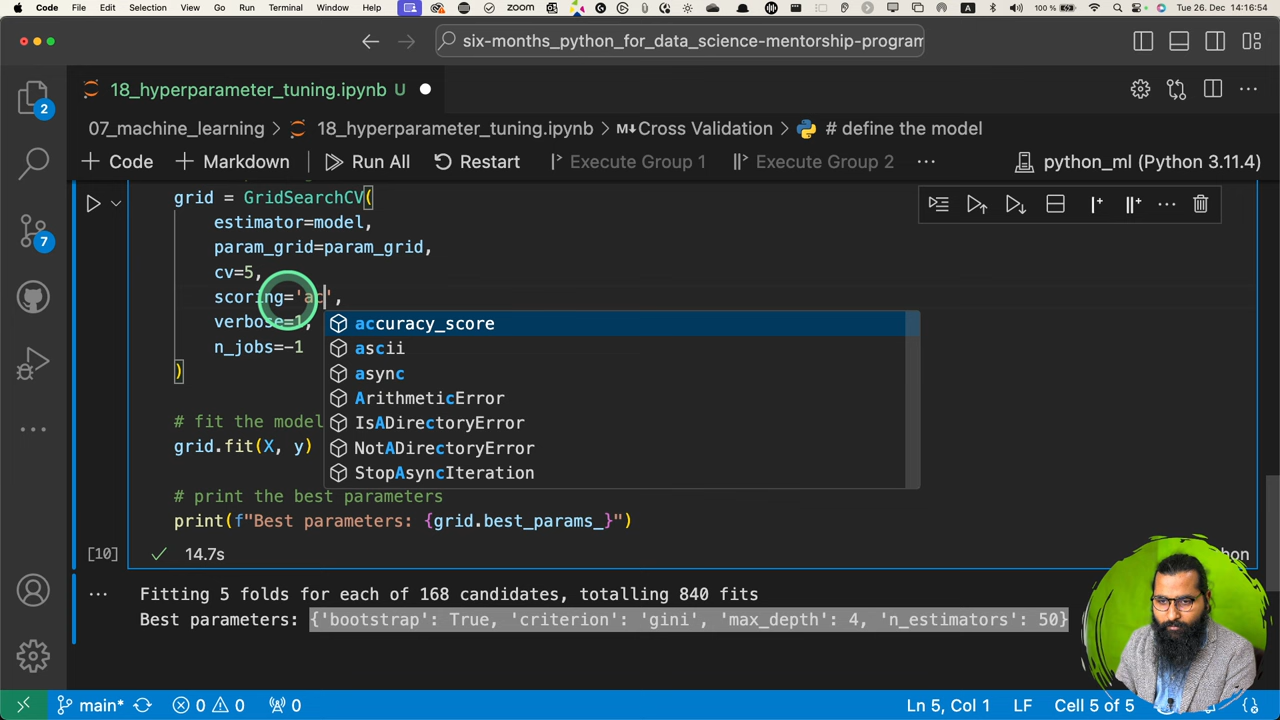 Code File Edit Selection View Go Run Terminal Window Help zoom 100 % Tue 26. Dec 14:16:54
six-months_python_for_data_science-mentorship-program
2
18_hyperparameter_tuning.ipynb U
07_machine_learning > 18_hyperparameter_tuning.ipynb > M↓Cross Validation > # define the model
+ Code + Markdown Run All Restart Execute Group 1 Execute Group 2 ... python_ml (Python 3.11.4)
grid = GridSearchCV(
estimator=model,
param_grid=param_grid,
7
cv=5,
scoring='ac',
verbose=1,
n_jobs=-1
)
accuracy_score
ascii
async
ArithmeticError
IsADirectoryError
NotADirectoryError
StopAsyncIteration
# fit the model
grid.fit(X, y)
# print the best parameters
print(f"Best parameters: {grid.best_params_}")
[10] 14.7s
Fitting 5 folds for each of 168 candidates, totalling 840 fits
Best parameters: {'bootstrap': True, 'criterion': 'gini', 'max_depth': 4, 'n_estimators': 50}
main* 0 0 0 Ln 5, Col 1 LF Cell 5 of 5